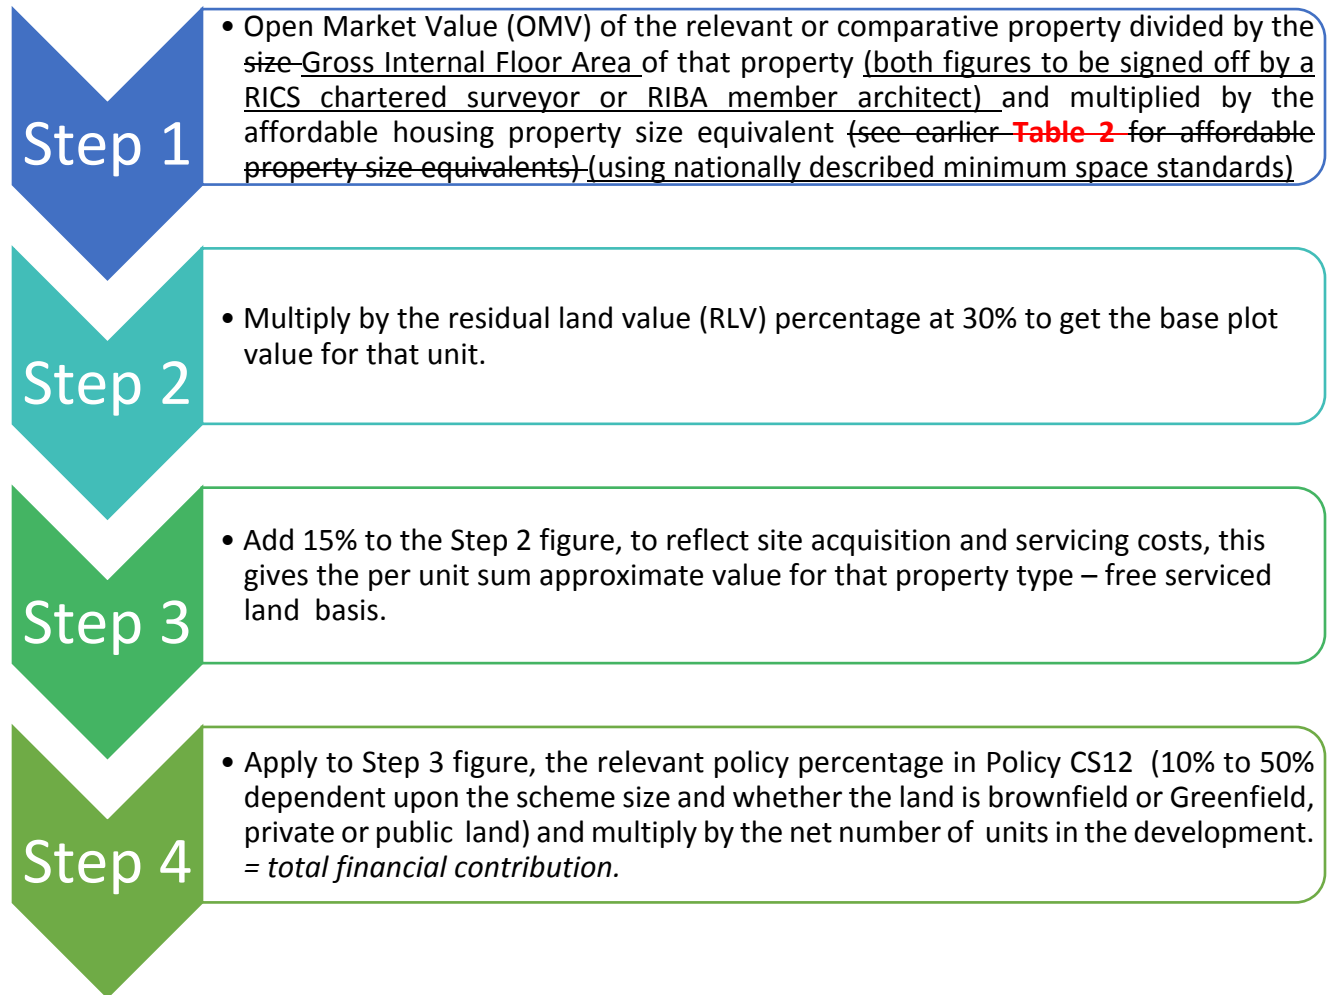 Step 1
• Open Market Value (OMV) of the relevant or comparative property divided by the
size Gross Internal Floor Area of that property (both figures to be signed off by a
RICS chartered surveyor or RIBA member architect) and multiplied by the
affordable housing property size equivalent (see earlier Table 2 for affordable
property size equivalents) (using nationally described minimum space standards)
Step 2
• Multiply by the residual land value (RLV) percentage at 30% to get the base plot
value for that unit.
Step 3
• Add 15% to the Step 2 figure, to reflect site acquisition and servicing costs, this
gives the per unit sum approximate value for that property type – free serviced
land basis.
Step 4
• Apply to Step 3 figure, the relevant policy percentage in Policy CS12 (10% to 50%
dependent upon the scheme size and whether the land is brownfield or Greenfield,
private or public land) and multiply by the net number of units in the development.
= total financial contribution.